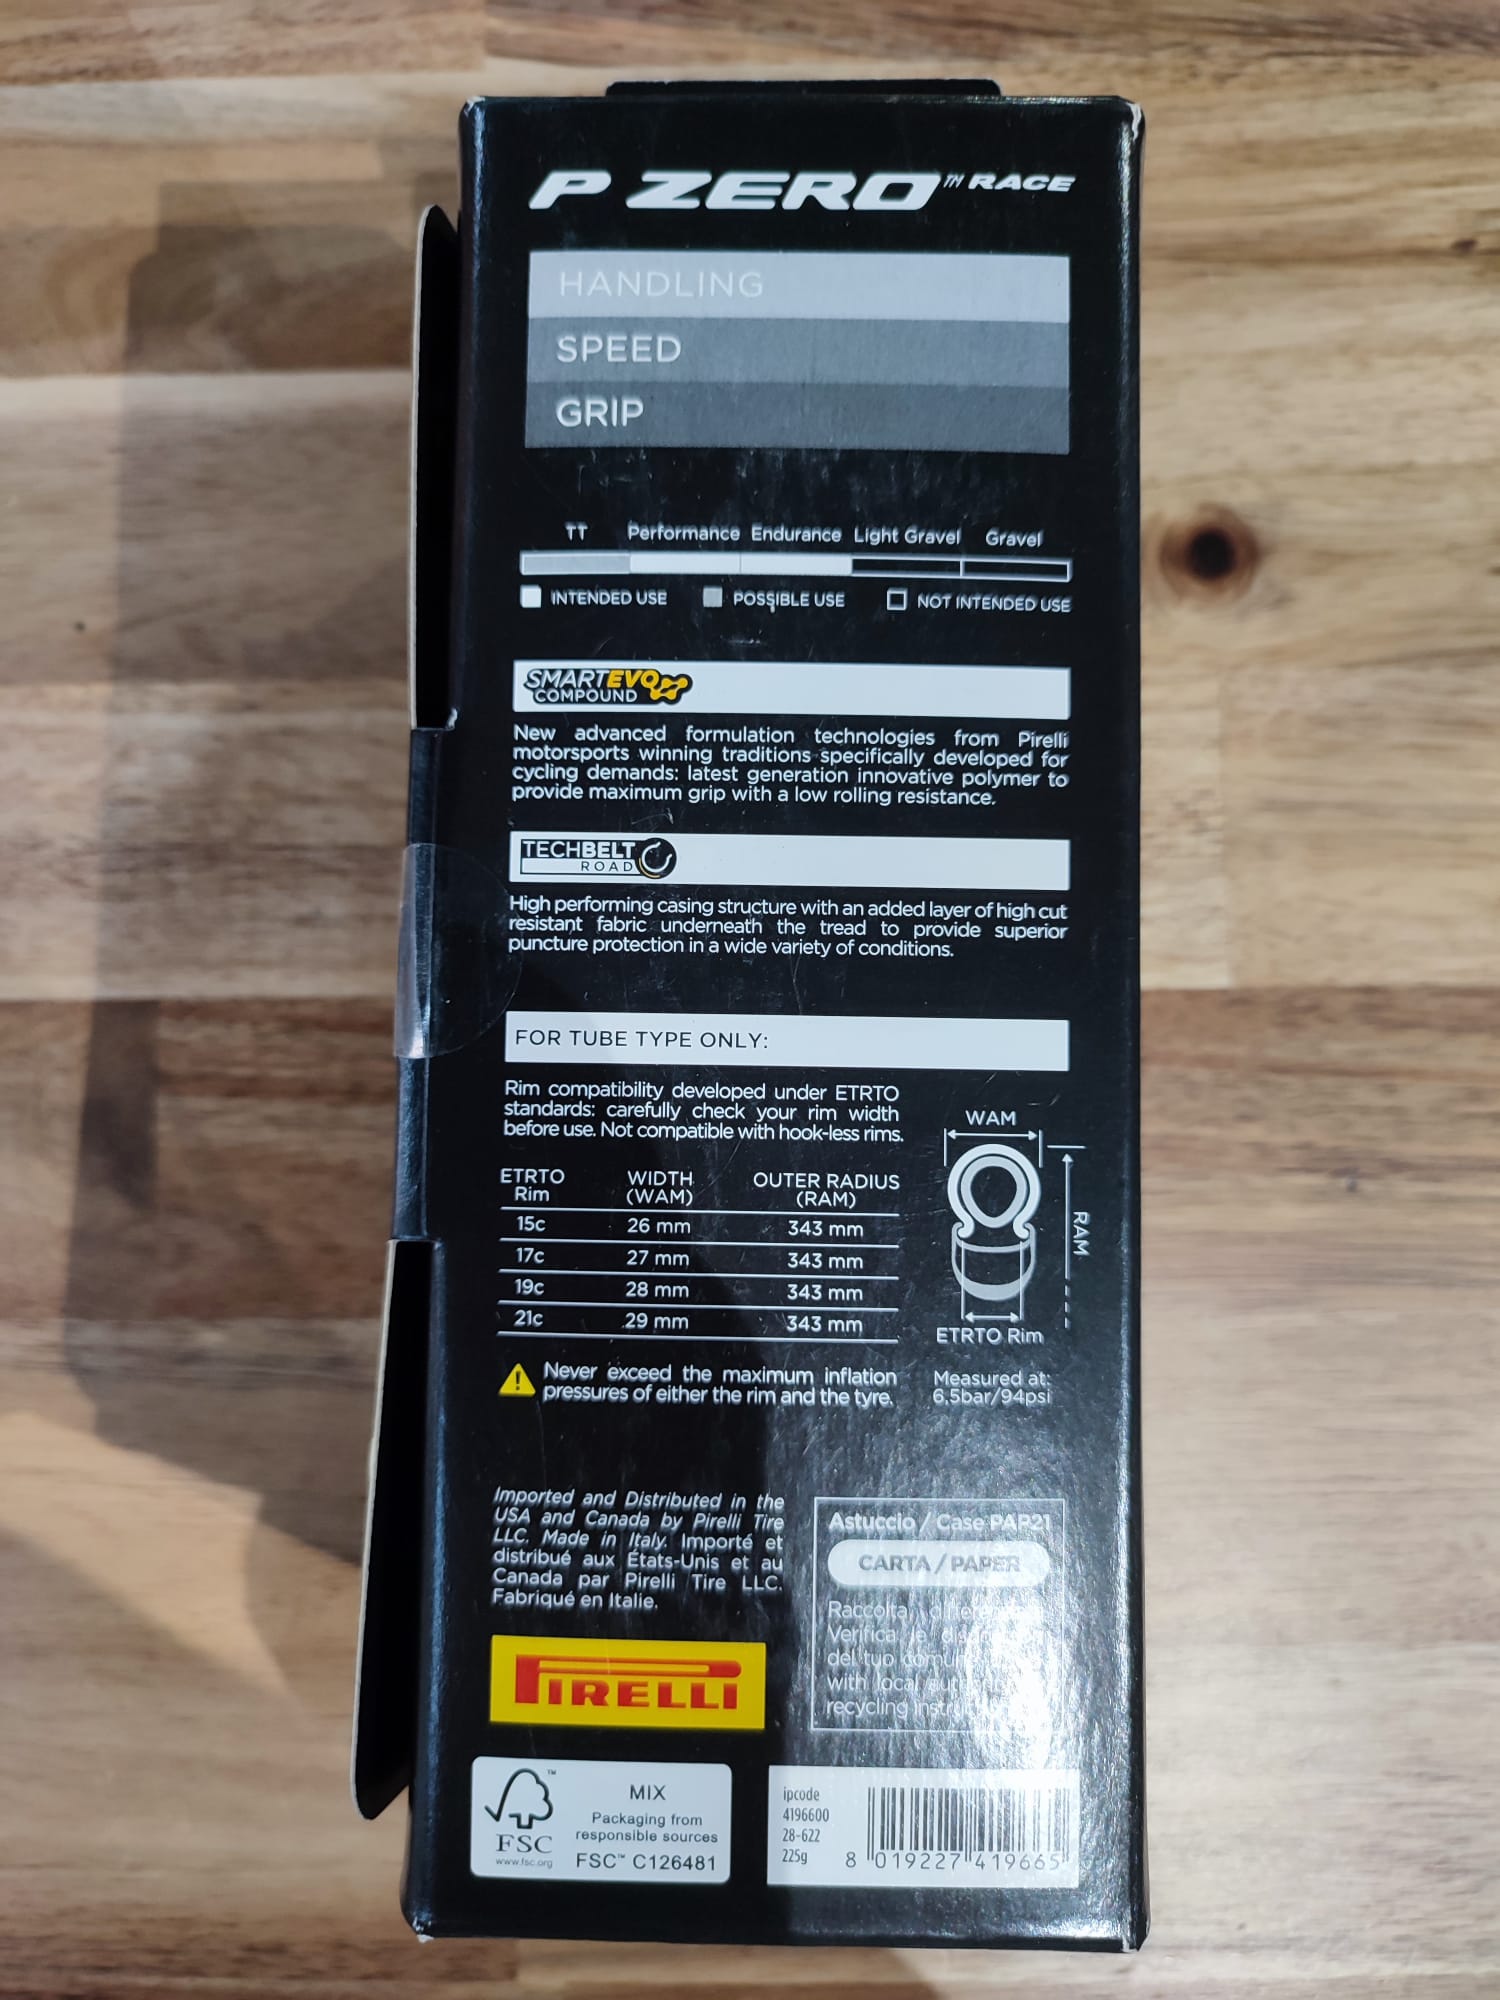 P ZERO™ RACE
HANDLING
SPEED
GRIP
TT Performance Endurance Light Gravel Gravel
INTENDED USE POSSIBLE USE NOT INTENDED USE
SMARTEVO
COMPOUND
New advanced formulation technologies from Pirelli
motorsports winning traditions specifically developed for
cycling demands: latest generation innovative polymer to
provide maximum grip with a low rolling resistance.
TECHBELT
ROAD
High performing casing structure with an added layer of high cut
resistant fabric underneath the tread to provide superior
puncture protection in a wide variety of conditions.
FOR TUBE TYPE ONLY:
Rim compatibility developed under ETRTO
standards: carefully check your rim width
before use. Not compatible with hook-less rims.
ETRTO Rim WIDTH (WAM) OUTER RADIUS (RAM)
15c 26 mm 343 mm
17c 27 mm 343 mm
19c 28 mm 343 mm
21c 29 mm 343 mm
WAM
RAM
ETRTO Rim
Never exceed the maximum inflation
pressures of either the rim and the tyre.
Measured at:
6,5bar/94psi
Imported and Distributed in the
USA and Canada by Pirelli Tire
LLC. Made in Italy. Importé et
distribué aux États-Unis et au
Canada par Pirelli Tire LLC.
Fabriqué en Italie.
Astuccio / Case PAP21
CARTA / PAPER
Raccolta
Verifica le
del tuo
with local
recycling
PIRELLI
FSC™
www.fsc.org
MIX
Packaging from
responsible sources
FSC™ C126481
ipcode
4196600
28-622
225g
8 019227 419665